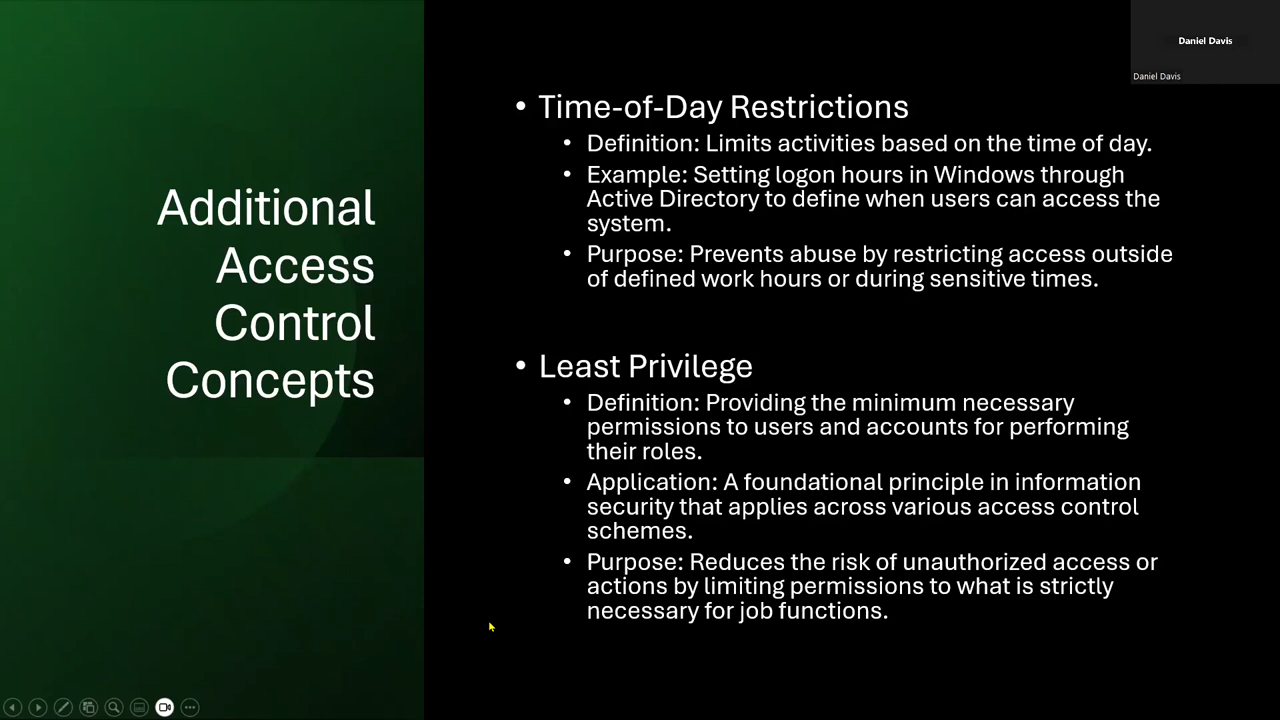 Additional
Access
Control
Concepts
• Time-of-Day Restrictions
• Definition: Limits activities based on the time of day.
• Example: Setting logon hours in Windows through
Active Directory to define when users can access the
system.
• Purpose: Prevents abuse by restricting access outside
of defined work hours or during sensitive times.
• Least Privilege
• Definition: Providing the minimum necessary
permissions to users and accounts for performing
their roles.
• Application: A foundational principle in information
security that applies across various access control
schemes.
• Purpose: Reduces the risk of unauthorized access or
actions by limiting permissions to what is strictly
necessary for job functions.
Daniel Davis
Daniel Davis